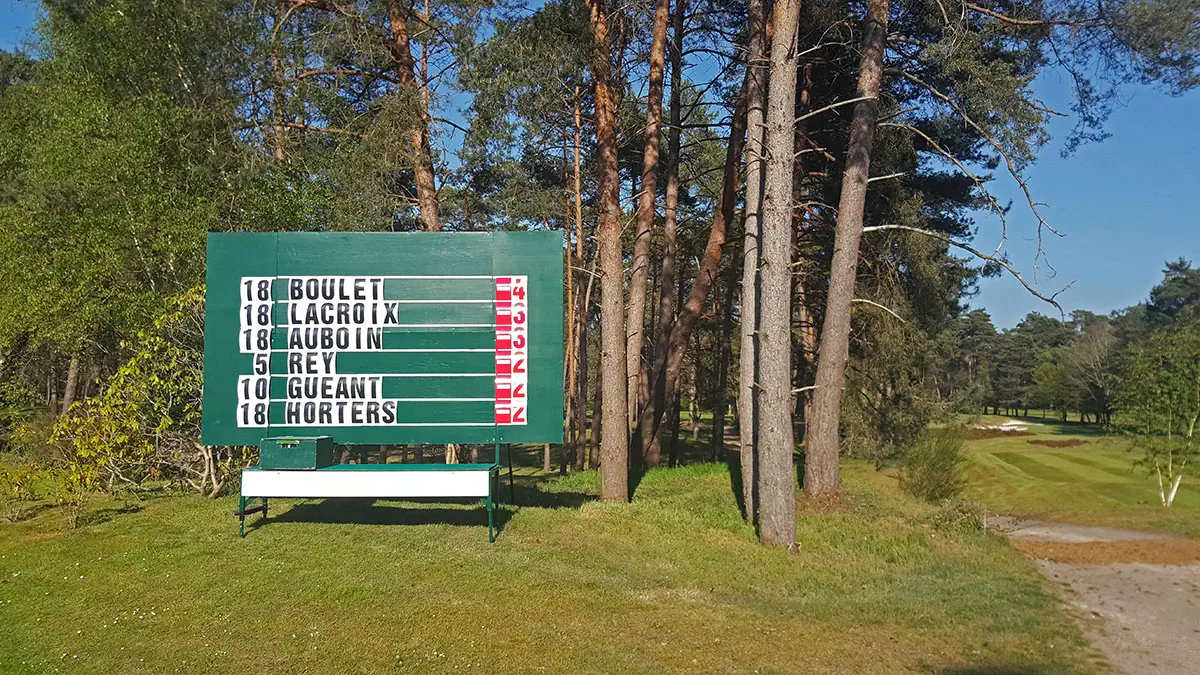 18 BOULET -4
18 LACROIX -3
18 AUBOIN -3
5 REY -2
10 GUEANT -2
18 HORTERS -2